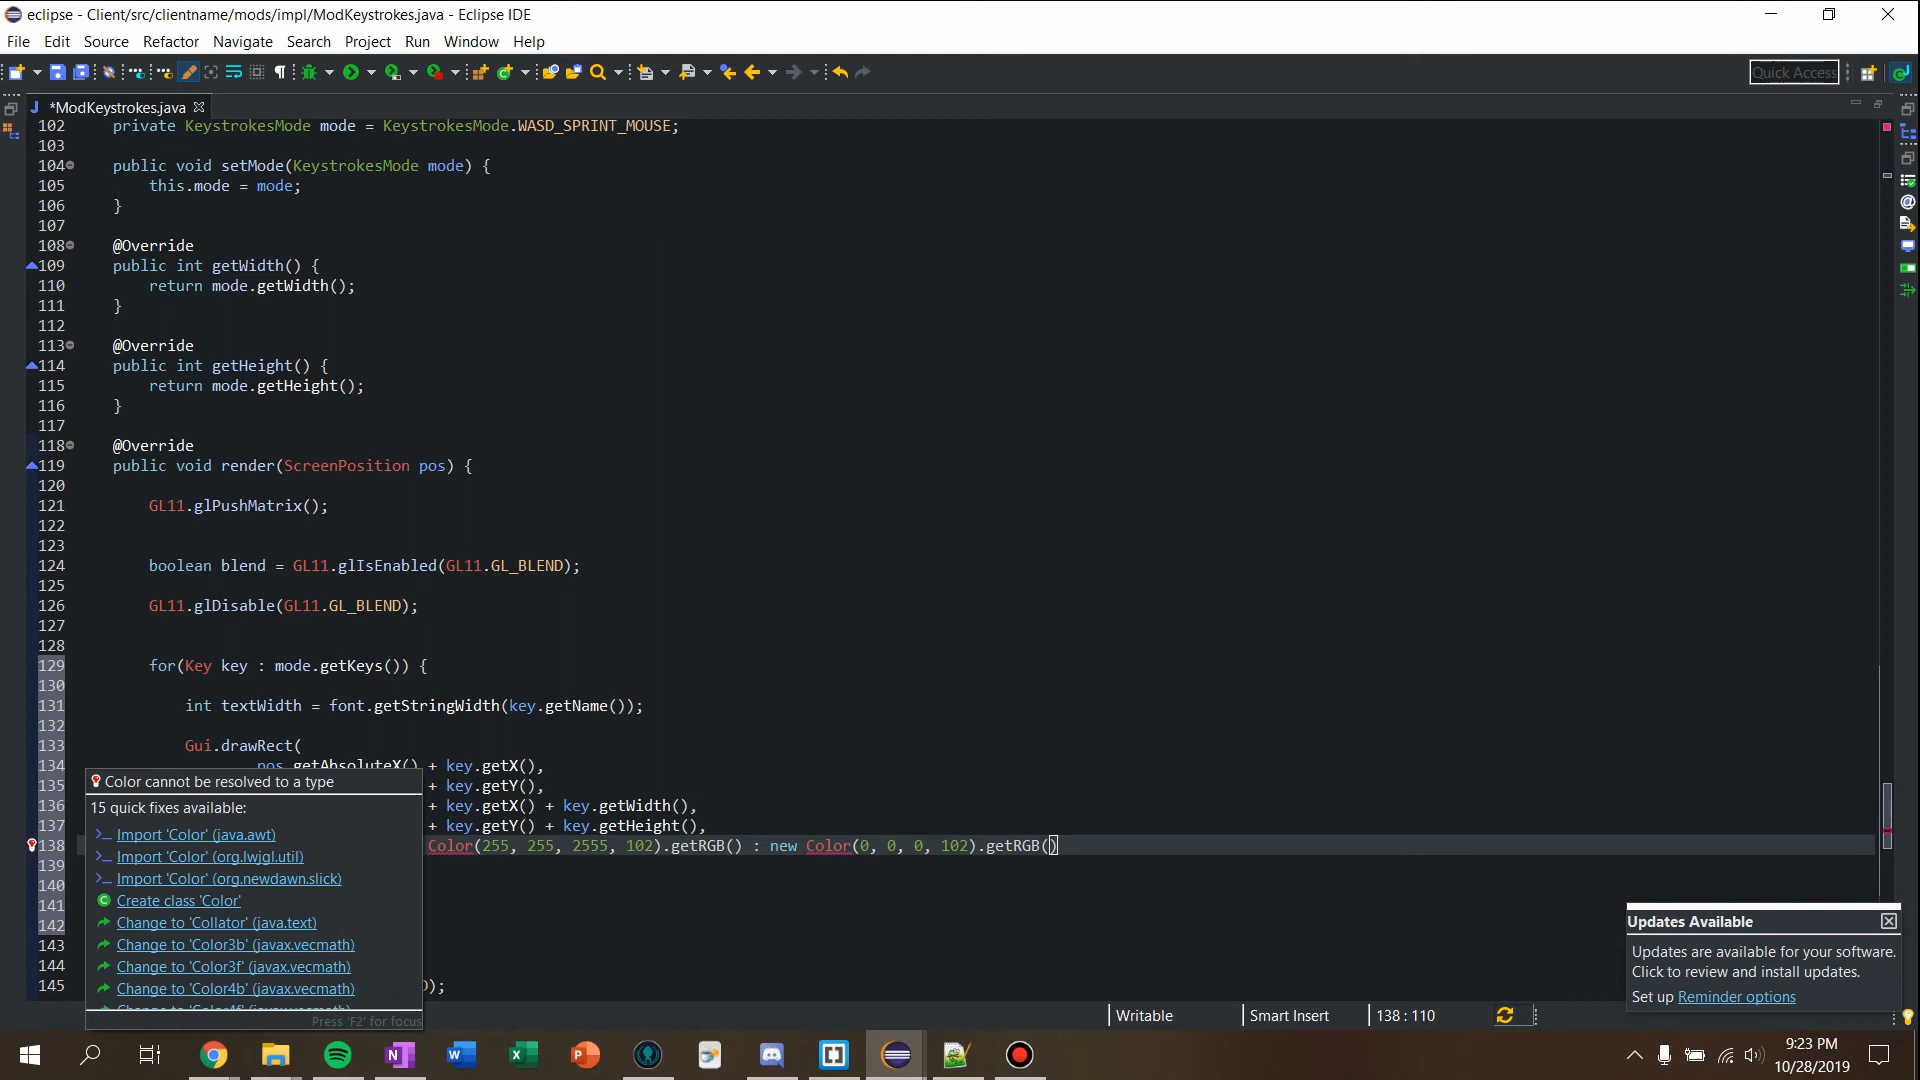 eclipse - Client/src/clientname/mods/impl/ModKeystrokes.java - Eclipse IDE
File Edit Source Refactor Navigate Search Project Run Window Help
Quick Access
*ModKeystrokes.java
102 private KeystrokesMode mode = KeystrokesMode.WASD_SPRINT_MOUSE;
103
104 public void setMode(KeystrokesMode mode) {
105 this.mode = mode;
106 }
107
108 @Override
109 public int getWidth() {
110 return mode.getWidth();
111 }
112
113 @Override
114 public int getHeight() {
115 return mode.getHeight();
116 }
117
118 @Override
119 public void render(ScreenPosition pos) {
120
121 GL11.glPushMatrix();
122
123
124 boolean blend = GL11.glIsEnabled(GL11.GL_BLEND);
125
126 GL11.glDisable(GL11.GL_BLEND);
127
128
129 for(Key key : mode.getKeys()) {
130
131 int textWidth = font.getStringWidth(key.getName());
132
133 Gui.drawRect(
134 pos.getAbsoluteX() + key.getX(),
135 + key.getY(),
136 + key.getX() + key.getWidth(),
137 + key.getY() + key.getHeight(),
138 Color(255, 255, 2555, 102).getRGB() : new Color(0, 0, 0, 102).getRGB()
139
140
141
142
143
144
145 );
Color cannot be resolved to a type
15 quick fixes available:
Import 'Color' (java.awt)
Import 'Color' (org.lwjgl.util)
Import 'Color' (org.newdawn.slick)
Create class 'Color'
Change to 'Collator' (java.text)
Change to 'Color3b' (javax.vecmath)
Change to 'Color3f' (javax.vecmath)
Change to 'Color4b' (javax.vecmath)
Press 'F2' for focus
Updates Available
Updates are available for your software.
Click to review and install updates.
Set up Reminder options
Writable Smart Insert 138 : 110
9:23 PM
10/28/2019